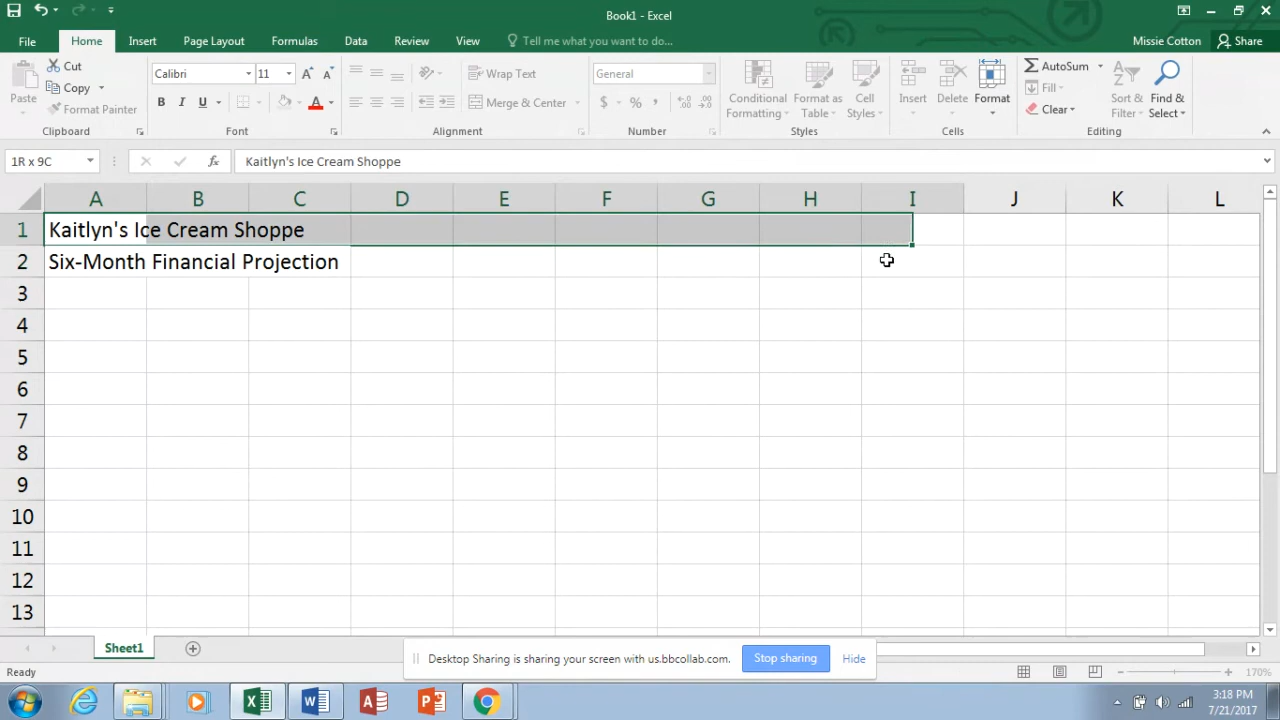 Book1 - Excel
File Home Insert Page Layout Formulas Data Review View Tell me what you want to do... Missie Cotton Share
Cut
Copy
Format Painter
Paste
Clipboard
Calibri 11
B I U
Font
Wrap Text
Merge & Center
Alignment
General
$ % ,
Number
Conditional Formatting
Format as Table
Cell Styles
Styles
Insert Delete Format
Cells
AutoSum
Fill
Clear
Sort & Filter
Find & Select
Editing
1R x 9C fx Kaitlyn's Ice Cream Shoppe
A B C D E F G H I J K L
1 Kaitlyn's Ice Cream Shoppe
2 Six-Month Financial Projection
3
4
5
6
7
8
9
10
11
12
13
Sheet1
Desktop Sharing is sharing your screen with us.bbcollab.com. Stop sharing Hide
Ready 170%
3:18 PM
7/21/2017